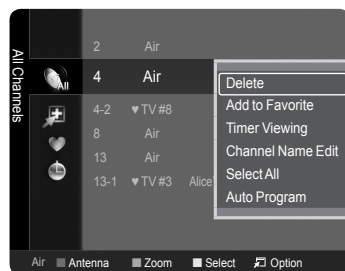 All Channels
2 Air
All
4 Air
4-2 ♥ TV #8
8 Air
13 Air
13-1 ♥ TV #3 Alice
Delete
Add to Favorite
Timer Viewing
Channel Name Edit
Select All
Auto Program
Air Antenna Zoom Select Option